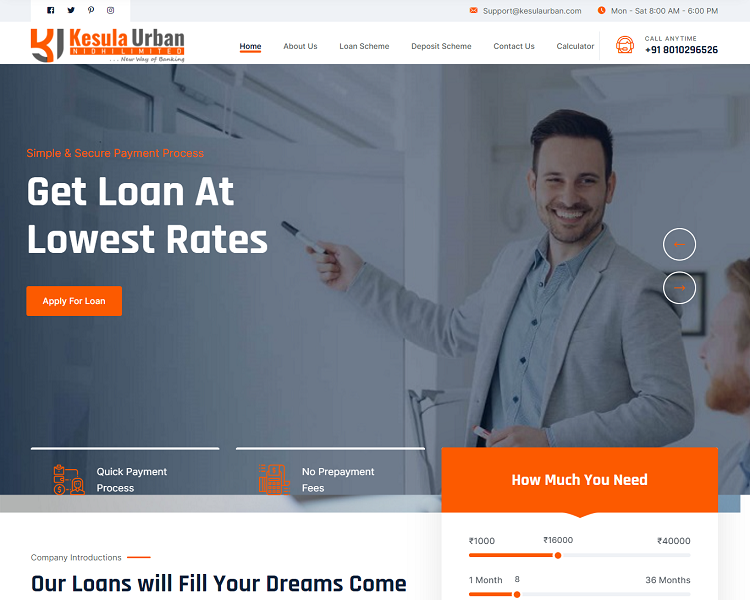 Support@kesulaurban.com
Mon - Sat 8:00 AM - 6:00 PM
Kesula Urban
NIDHI LIMITED
... New Way of Banking
Home
About Us
Loan Scheme
Deposit Scheme
Contact Us
Calculator
CALL ANYTIME
+91 8010296526
Simple & Secure Payment Process
Get Loan At
Lowest Rates
Apply For Loan
Quick Payment
Process
No Prepayment
Fees
How Much You Need
₹1000
₹16000
₹40000
1 Month
8
36 Months
Company Introductions
Our Loans will Fill Your Dreams Come